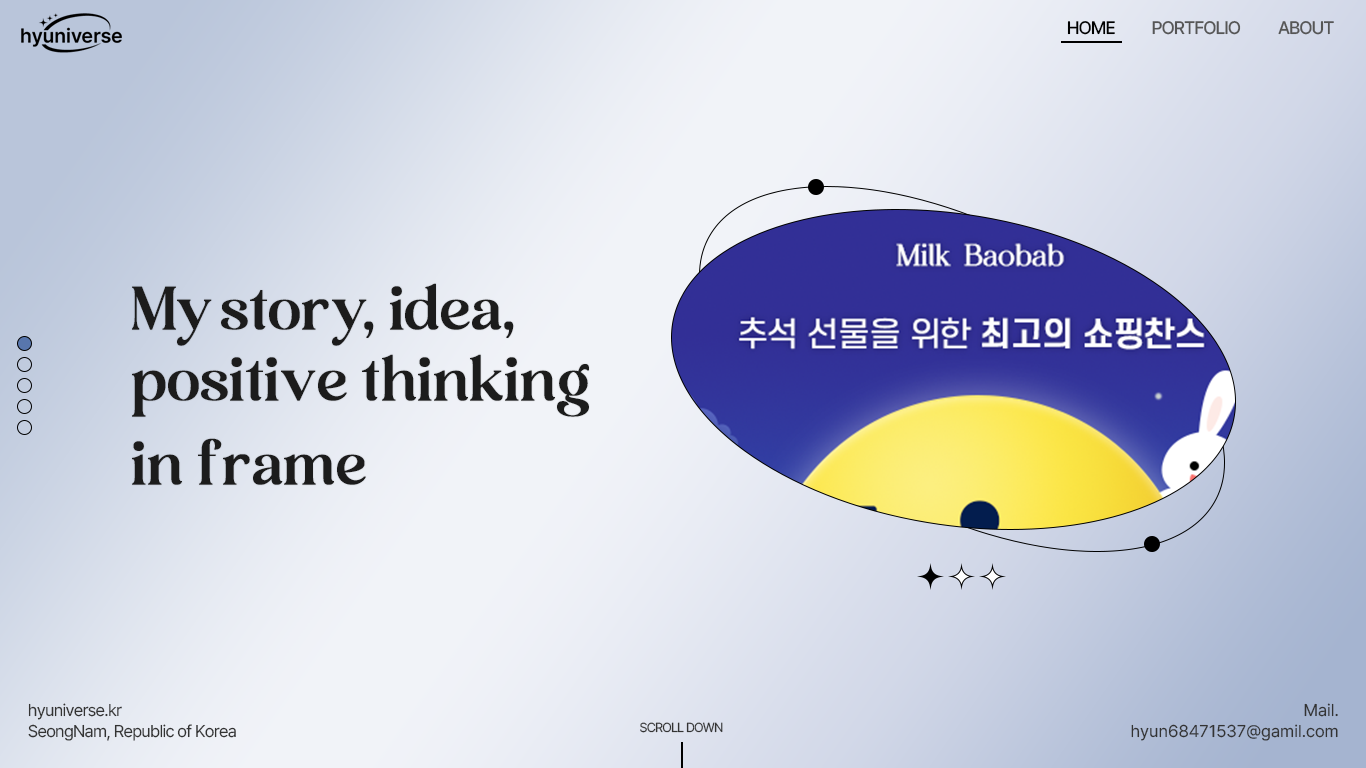 hyuniverse
HOME
PORTFOLIO
ABOUT
My story, idea,
positive thinking
in frame
Milk Baobab
추석 선물을 위한 최고의 쇼핑찬스
hyuniverse.kr
SeongNam, Republic of Korea
SCROLL DOWN
Mail.
hyun68471537@gamil.com